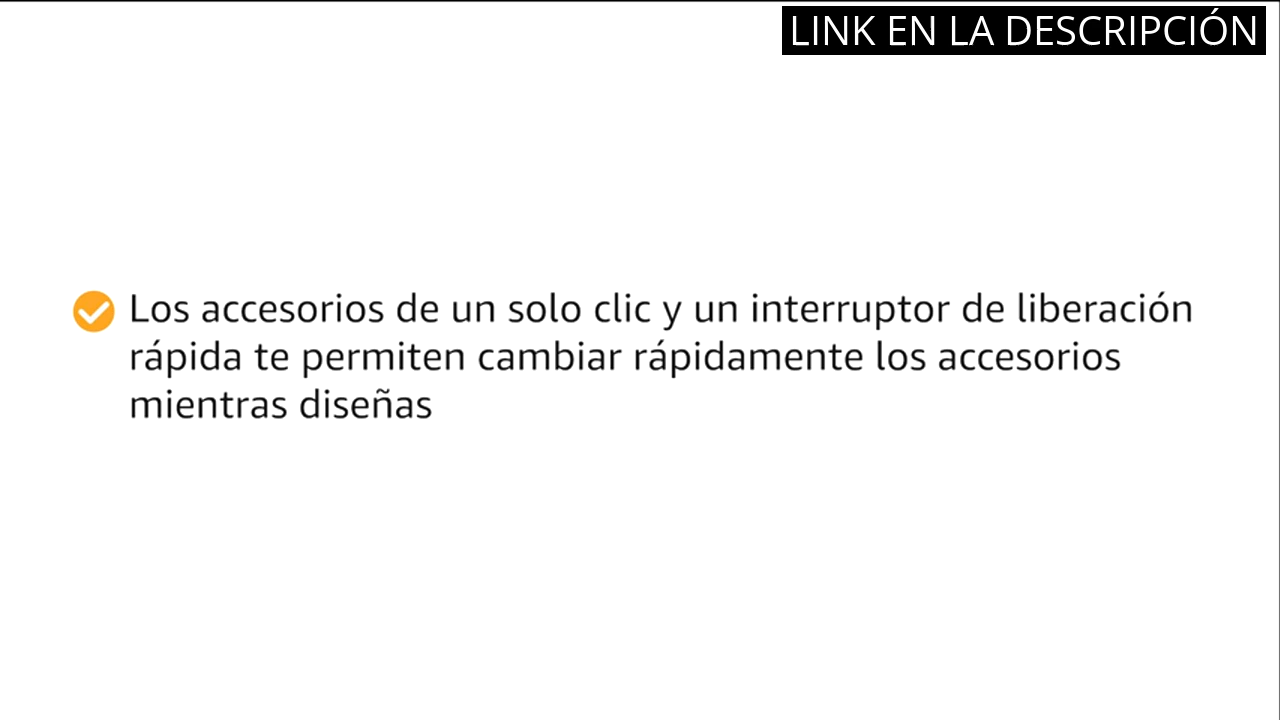 LINK EN LA DESCRIPCIÓN
Los accesorios de un solo clic y un interruptor de liberación
rápida te permiten cambiar rápidamente los accesorios
mientras diseñas